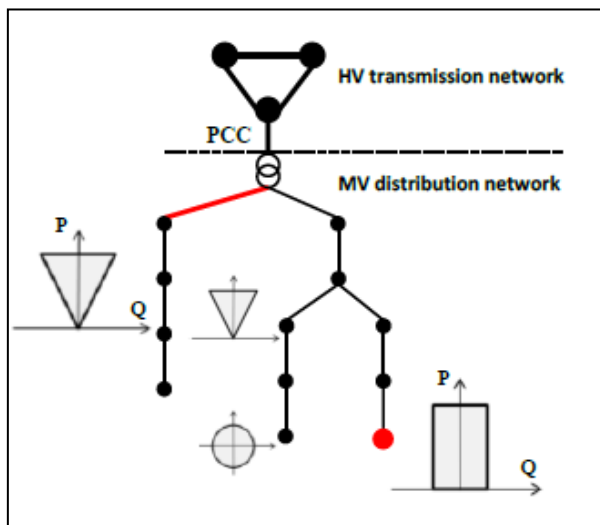 HV transmission network
PCC
MV distribution network
P
Q
P
Q